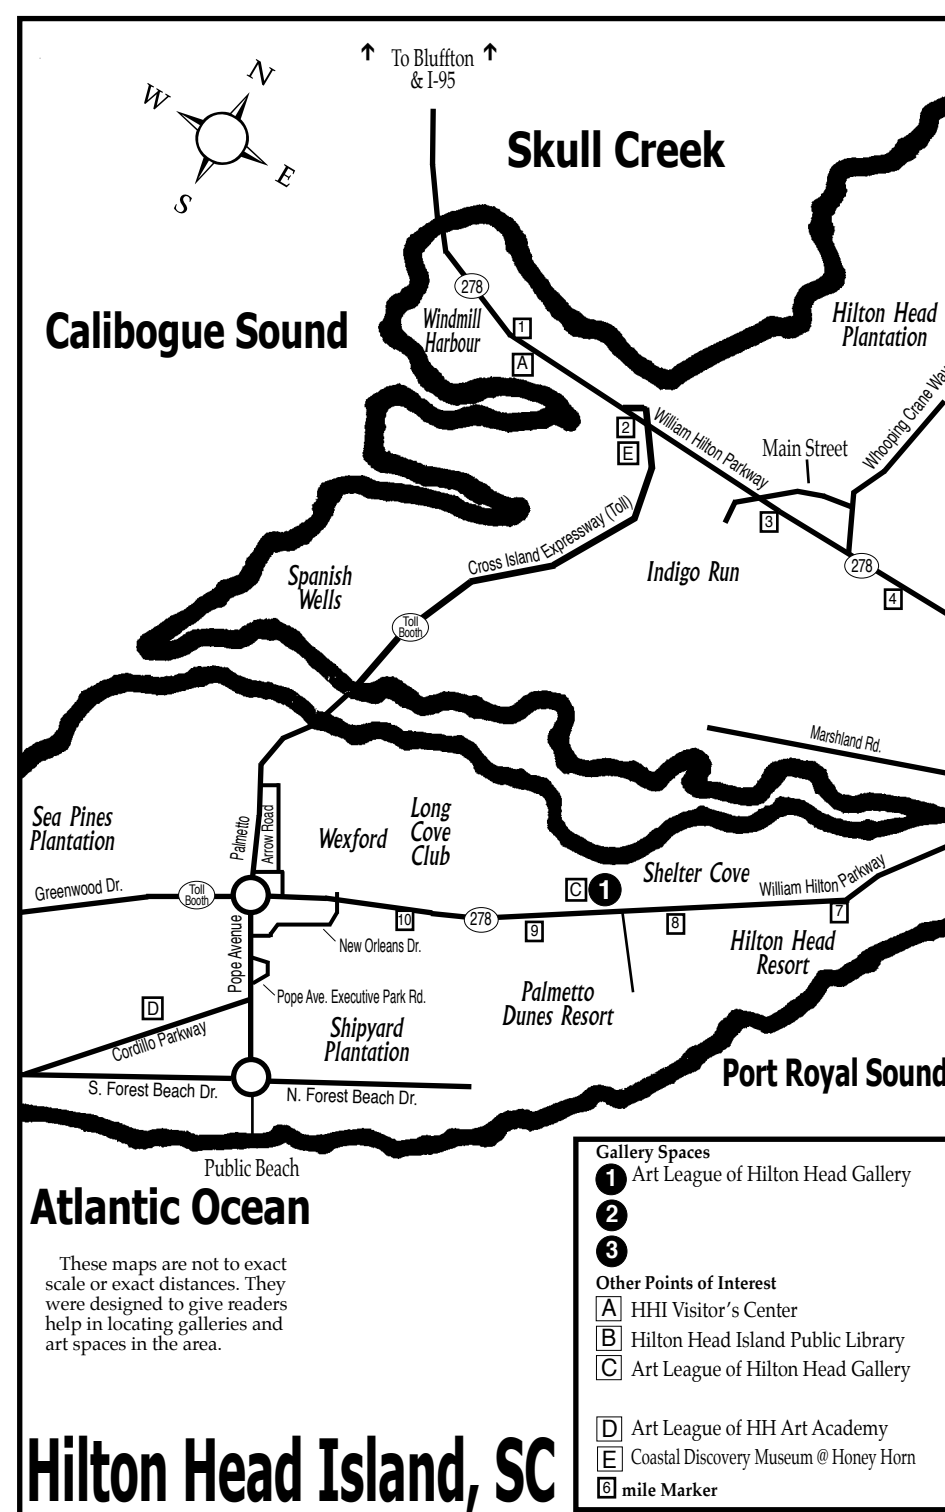 ↑ To Bluffton ↑
& I-95
N
W
E
S
Skull Creek
Calibogue Sound
278
Windmill
Harbour
1
A
Hilton Head
Plantation
2
E
William Hilton Parkway
Main Street
Whooping Crane Way
3
Cross Island Expressway (Toll)
Indigo Run
278
4
Spanish
Wells
Toll
Booth
Marshland Rd.
Sea Pines
Plantation
Palmetto
Arrow Road
Wexford
Long
Cove
Club
Shelter Cove
William Hilton Parkway
Greenwood Dr.
Toll
Booth
C
1
10
278
9
8
7
New Orleans Dr.
Pope Avenue
Hilton Head
Resort
Pope Ave. Executive Park Rd.
Palmetto
Dunes Resort
D
Cordillo Parkway
Shipyard
Plantation
Port Royal Sound
S. Forest Beach Dr.
N. Forest Beach Dr.
Public Beach
Atlantic Ocean
These maps are not to exact
scale or exact distances. They
were designed to give readers
help in locating galleries and
art spaces in the area.
Hilton Head Island, SC
Gallery Spaces
1 Art League of Hilton Head Gallery
2
3
Other Points of Interest
A HHI Visitor's Center
B Hilton Head Island Public Library
C Art League of Hilton Head Gallery
D Art League of HH Art Academy
E Coastal Discovery Museum @ Honey Horn
6 mile Marker